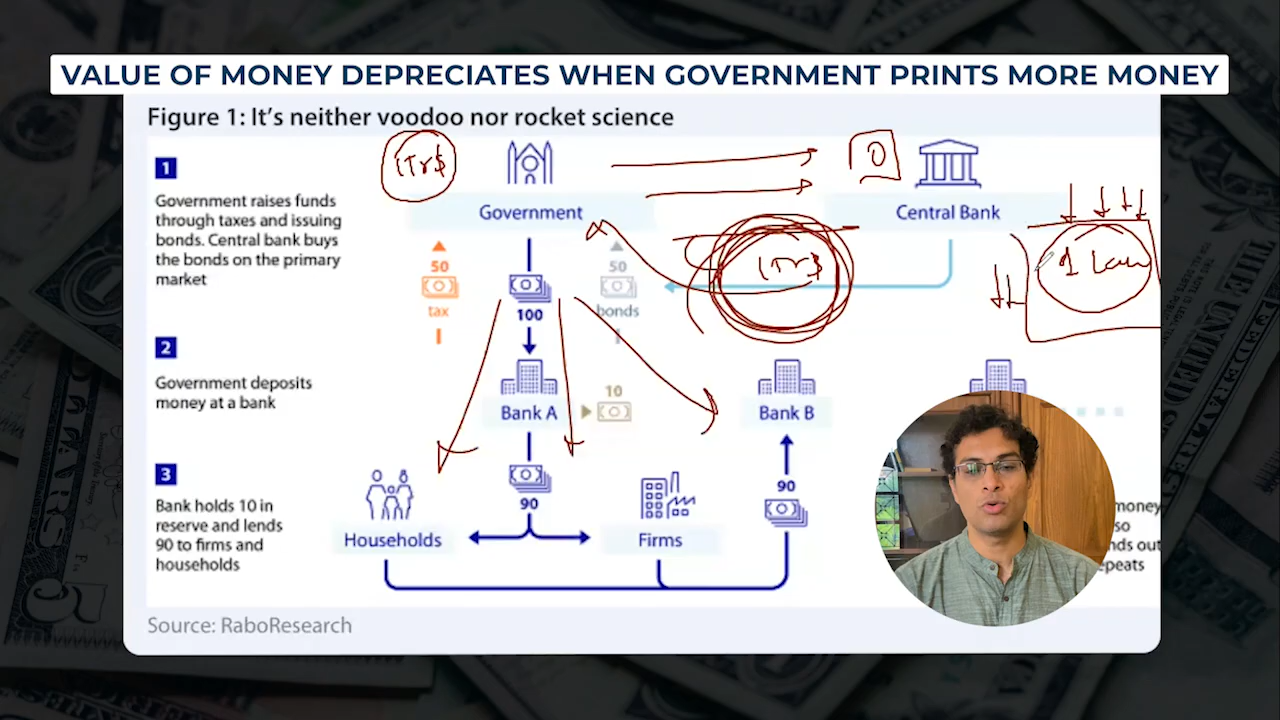 VALUE OF MONEY DEPRECIATES WHEN GOVERNMENT PRINTS MORE MONEY
Figure 1: It's neither voodoo nor rocket science
1
Government raises funds
through taxes and issuing
bonds. Central bank buys
the bonds on the primary
market
1Tr$
Government
0
Central Bank
50
tax
100
50
bonds
1Tr$
1
2
Government deposits
money at a bank
Bank A
10
Bank B
3
Bank holds 10 in
reserve and lends
90 to firms and
households
90
Households
Firms
90
money
so
nds out
epeats
Source: RaboResearch